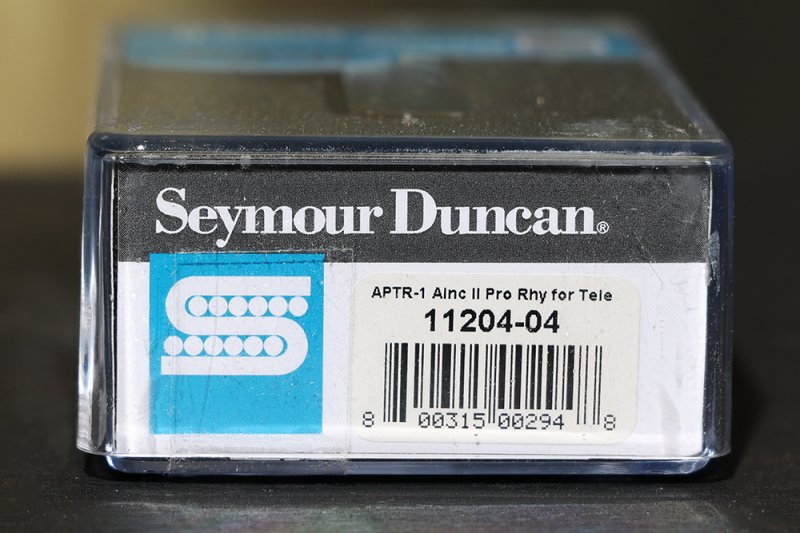 Seymour Duncan®
APTR-1 Alnc II Pro Rhy for Tele
11204-04
8 00315 00294 8